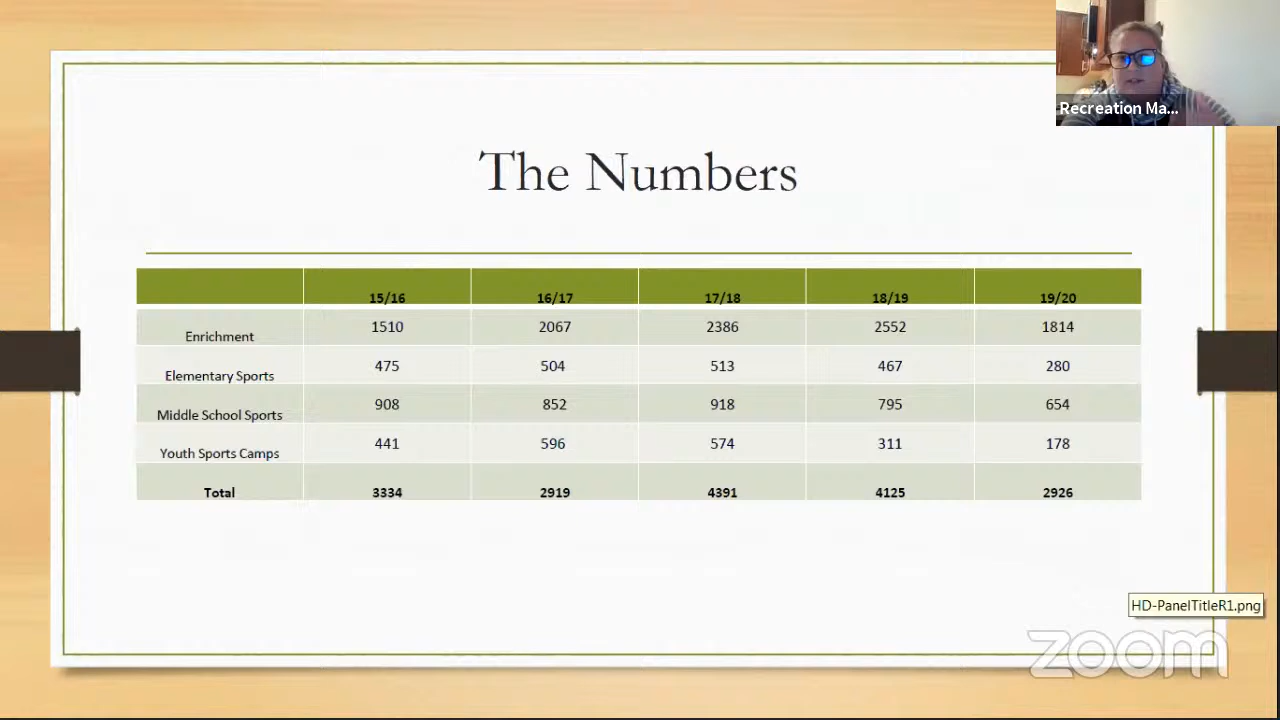 Recreation Ma...
The Numbers
15/16 16/17 17/18 18/19 19/20
Enrichment 1510 2067 2386 2552 1814
Elementary Sports 475 504 513 467 280
Middle School Sports 908 852 918 795 654
Youth Sports Camps 441 596 574 311 178
Total 3334 2919 4391 4125 2926
HD-PanelTitleR1.png
zoom